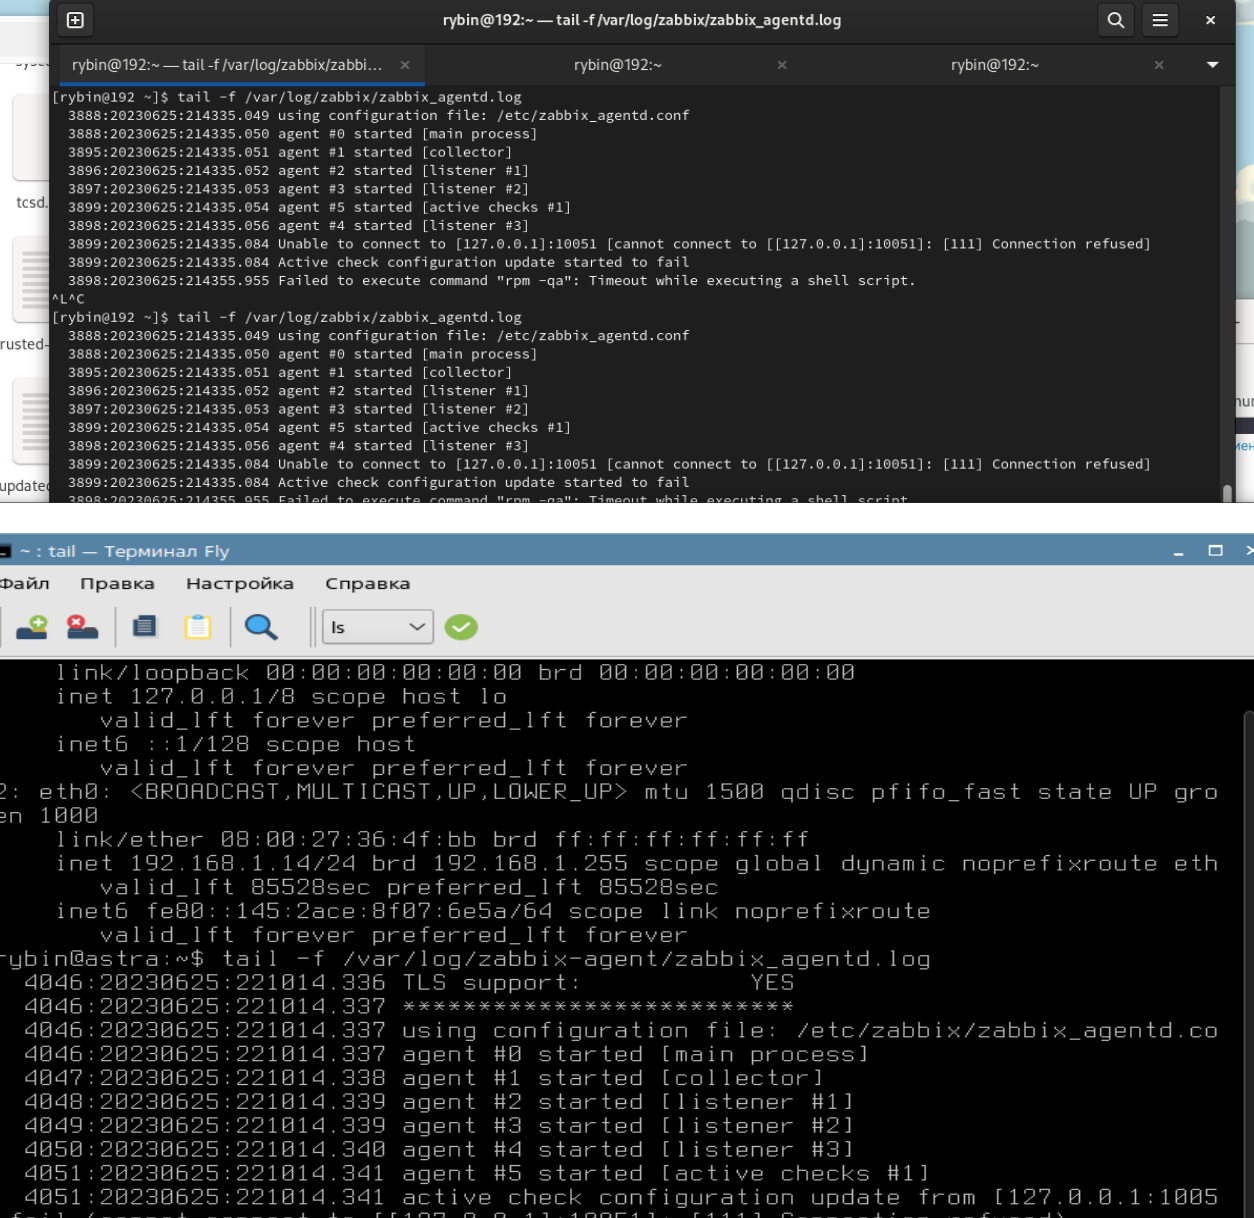 rybin@192:~ — tail -f /var/log/zabbix/zabbix_agentd.log
rybin@192:~ — tail -f /var/log/zabbix/zabbi...
rybin@192:~
rybin@192:~
[rybin@192 ~]$ tail -f /var/log/zabbix/zabbix_agentd.log
3888:20230625:214335.049 using configuration file: /etc/zabbix_agentd.conf
3888:20230625:214335.050 agent #0 started [main process]
3895:20230625:214335.051 agent #1 started [collector]
3896:20230625:214335.052 agent #2 started [listener #1]
3897:20230625:214335.053 agent #3 started [listener #2]
3899:20230625:214335.054 agent #5 started [active checks #1]
3898:20230625:214335.056 agent #4 started [listener #3]
3899:20230625:214335.084 Unable to connect to [127.0.0.1]:10051 [cannot connect to [[127.0.0.1]:10051]: [111] Connection refused]
3899:20230625:214335.084 Active check configuration update started to fail
3898:20230625:214355.955 Failed to execute command "rpm -qa": Timeout while executing a shell script.
^L^C
[rybin@192 ~]$ tail -f /var/log/zabbix/zabbix_agentd.log
3888:20230625:214335.049 using configuration file: /etc/zabbix_agentd.conf
3888:20230625:214335.050 agent #0 started [main process]
3895:20230625:214335.051 agent #1 started [collector]
3896:20230625:214335.052 agent #2 started [listener #1]
3897:20230625:214335.053 agent #3 started [listener #2]
3899:20230625:214335.054 agent #5 started [active checks #1]
3898:20230625:214335.056 agent #4 started [listener #3]
3899:20230625:214335.084 Unable to connect to [127.0.0.1]:10051 [cannot connect to [[127.0.0.1]:10051]: [111] Connection refused]
3899:20230625:214335.084 Active check configuration update started to fail
3898:20230625:214355.955 Failed to execute command "rpm -qa": Timeout while executing a shell script.
tcsd.
rusted-
updated
~ : tail — Терминал Fly
Файл Правка Настройка Справка
ls
link/loopback 00:00:00:00:00:00 brd 00:00:00:00:00:00
inet 127.0.0.1/8 scope host lo
valid_lft forever preferred_lft forever
inet6 ::1/128 scope host
valid_lft forever preferred_lft forever
2: eth0: <BROADCAST,MULTICAST,UP,LOWER_UP> mtu 1500 qdisc pfifo_fast state UP gro
en 1000
link/ether 08:00:27:36:4f:bb brd ff:ff:ff:ff:ff:ff
inet 192.168.1.14/24 brd 192.168.1.255 scope global dynamic noprefixroute eth
valid_lft 85528sec preferred_lft 85528sec
inet6 fe80::145:2ace:8f07:6e5a/64 scope link noprefixroute
valid_lft forever preferred_lft forever
rybin@astra:~$ tail -f /var/log/zabbix-agent/zabbix_agentd.log
4046:20230625:221014.336 TLS support: YES
4046:20230625:221014.337 **************************
4046:20230625:221014.337 using configuration file: /etc/zabbix/zabbix_agentd.co
4046:20230625:221014.337 agent #0 started [main process]
4047:20230625:221014.338 agent #1 started [collector]
4048:20230625:221014.339 agent #2 started [listener #1]
4049:20230625:221014.339 agent #3 started [listener #2]
4050:20230625:221014.340 agent #4 started [listener #3]
4051:20230625:221014.341 agent #5 started [active checks #1]
4051:20230625:221014.341 active check configuration update from [127.0.0.1:1005